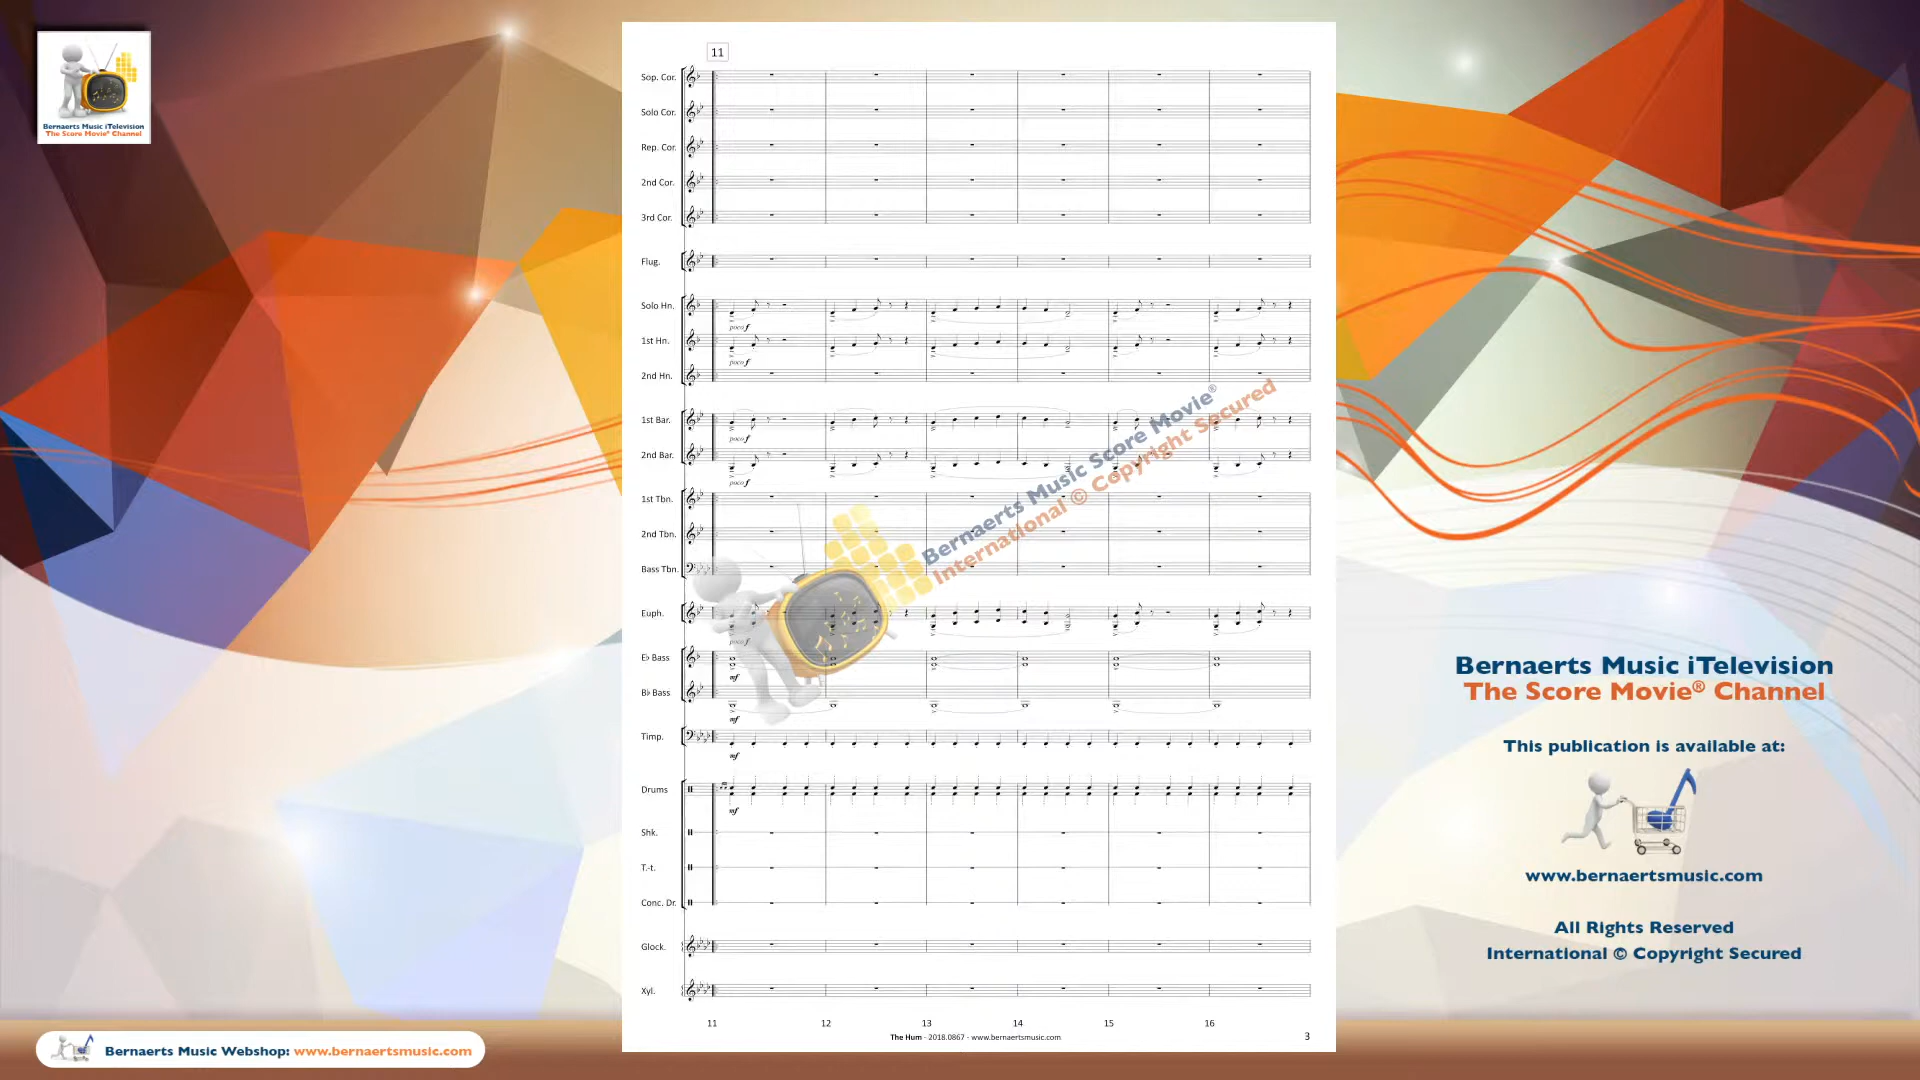 Bernaerts Music iTelevision
The Score Movie® Channel
11
Sop. Cor.
Solo Cor.
Rep. Cor.
2nd Cor.
3rd Cor.
Flug.
Solo Hn.
poco f
1st Hn.
poco f
2nd Hn.
1st Bar.
poco f
2nd Bar.
poco f
1st Tbn.
2nd Tbn.
Bass Tbn.
Euph.
poco f
E♭ Bass
mf
B♭ Bass
mf
Timp.
mf
Drums
mf
Shk.
T.-t.
Conc. Dr.
Glock.
Xyl.
11 12 13 14 15 16
The Hum - 2018.0867 - www.bernaertsmusic.com
3
Bernaerts Music Score Movie®
International © Copyright Secured
Bernaerts Music iTelevision
The Score Movie® Channel
This publication is available at:
www.bernaertsmusic.com
All Rights Reserved
International © Copyright Secured
Bernaerts Music Webshop: www.bernaertsmusic.com